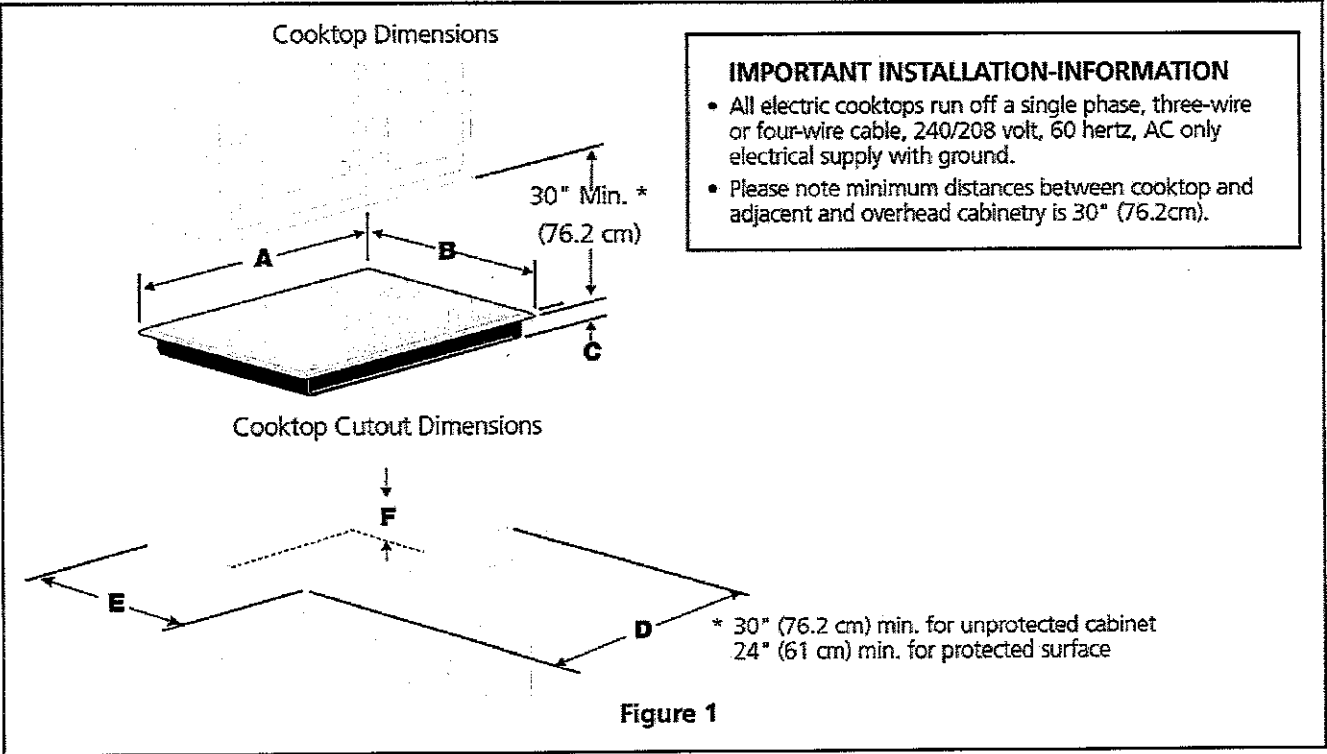 Cooktop Dimensions
30" Min. *
(76.2 cm)
A
B
C
IMPORTANT INSTALLATION-INFORMATION
• All electric cooktops run off a single phase, three-wire
or four-wire cable, 240/208 volt, 60 hertz, AC only
electrical supply with ground.
• Please note minimum distances between cooktop and
adjacent and overhead cabinetry is 30" (76.2cm).
Cooktop Cutout Dimensions
F
E
D
* 30" (76.2 cm) min. for unprotected cabinet
24" (61 cm) min. for protected surface
Figure 1